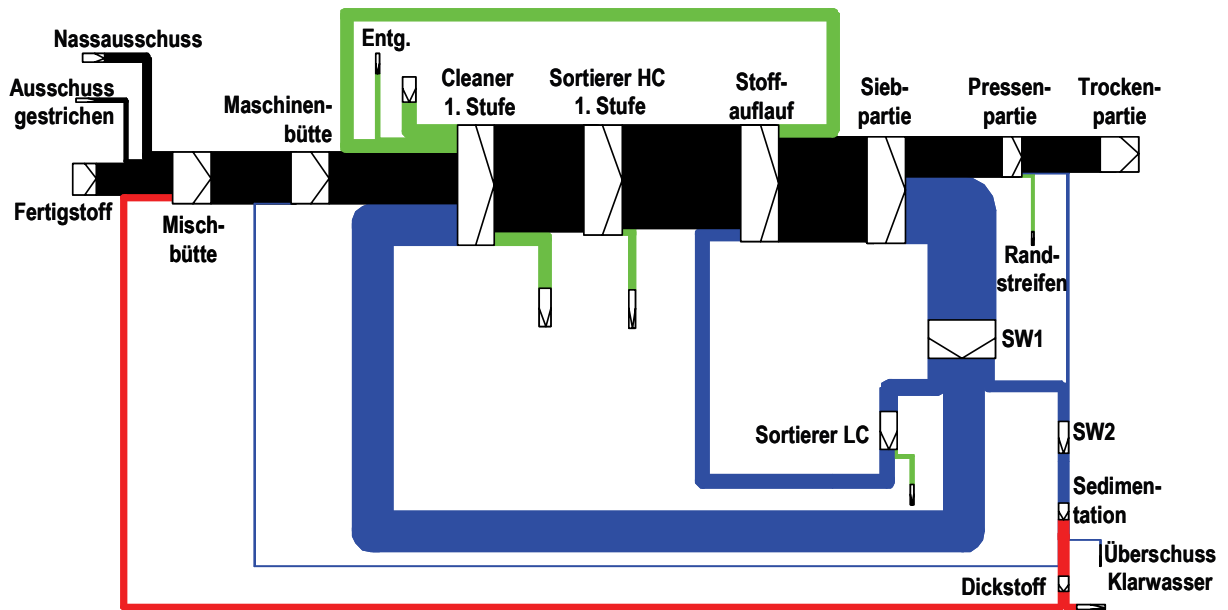 Nassausschuss
Ausschuss
gestrichen
Fertigstoff
Misch-
bütte
Maschinen-
bütte
Entg.
Cleaner
1. Stufe
Sortierer HC
1. Stufe
Stoff-
auflauf
Sieb-
partie
Pressen-
partie
Trocken-
partie
Rand-
streifen
SW1
Sortierer LC
SW2
Sedimen-
tation
Überschuss
Klarwasser
Dickstoff